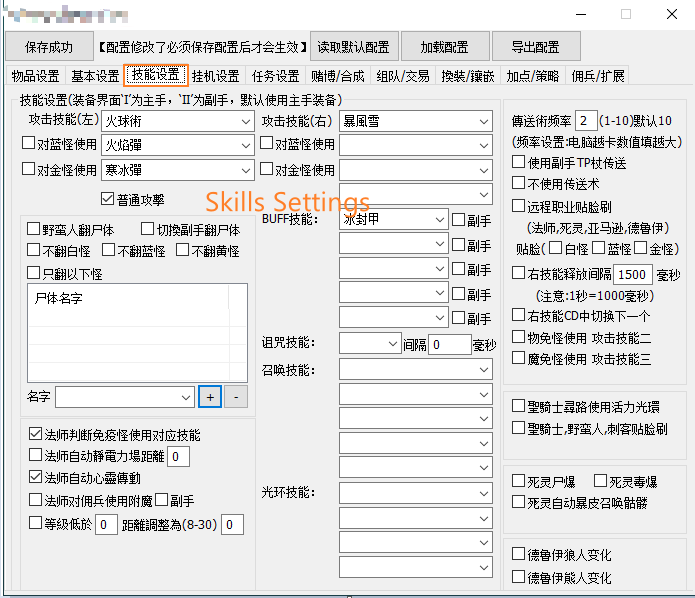 保存成功
【配置修改了必须保存配置后才会生效】
读取默认配置
加载配置
导出配置
物品设置 基本设置 技能设置 挂机设置 任务设置 赌博/合成 组队/交易 換裝/鑲嵌 加点/策略 佣兵/扩展
技能设置(装备界面‘I’为主手，‘II’为副手，默认使用主手装备)
攻击技能(左) 火球術
攻击技能(右) 暴風雪
对蓝怪使用 火焰彈
对蓝怪使用
对金怪使用 寒冰彈
对金怪使用
普通攻擊
Skills Settings
野蛮人翻尸体 切換副手翻尸体
不翻白怪 不翻蓝怪 不翻黄怪
只翻以下怪
尸体名字
名字 + -
法师判断免疫怪使用对应技能
法师自动靜電力場距離 0
法师自动心靈傳動
法师对佣兵使用附魔 副手
等級低於 0 距離調整為(8-30) 0
BUFF技能： 冰封甲 副手
副手
副手
副手
副手
诅咒技能： 间隔 0 毫秒
召唤技能：
光环技能：
傳送術频率 2 (1-10)默认10
(频率设置:电脑越卡数值填越大)
使用副手TP杖传送
不使用传送术
远程职业贴脸刷
(法师,死灵,亚马逊,德鲁伊)
贴脸( 白怪 蓝怪 金怪)
右技能释放间隔 1500 毫秒
(注意:1秒=1000毫秒)
右技能CD中切換下一个
物免怪使用 攻击技能二
魔免怪使用 攻击技能三
聖騎士尋路使用活力光環
聖騎士,野蛮人,刺客贴脸刷
死灵尸爆 死灵毒爆
死灵自动暴皮召唤骷髅
德鲁伊狼人变化
德鲁伊熊人变化